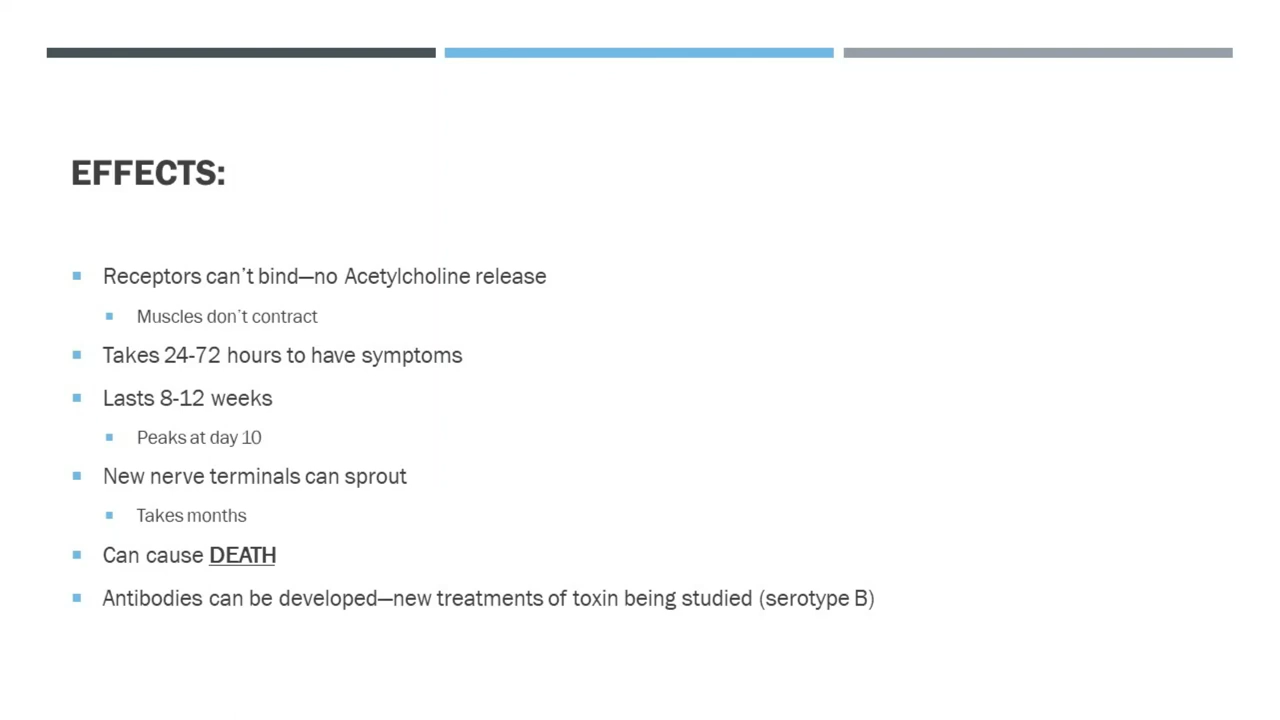 EFFECTS:
Receptors can’t bind—no Acetylcholine release
Muscles don’t contract
Takes 24-72 hours to have symptoms
Lasts 8-12 weeks
Peaks at day 10
New nerve terminals can sprout
Takes months
Can cause DEATH
Antibodies can be developed—new treatments of toxin being studied (serotype B)